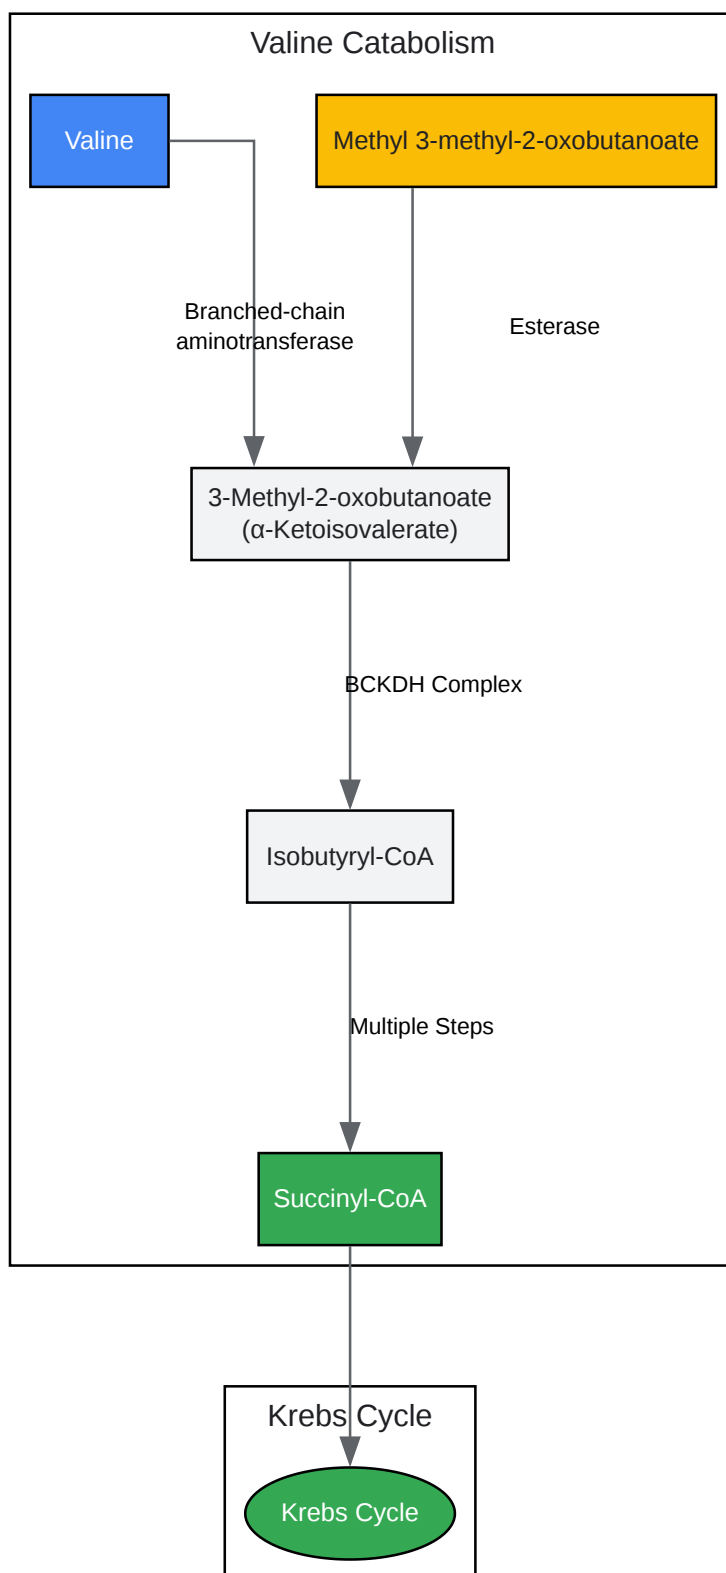 Valine Catabolism
Valine
Methyl 3-methyl-2-oxobutanoate
Branched-chain
aminotransferase
Esterase
3-Methyl-2-oxobutanoate
(α-Ketoisovalerate)
BCKDH Complex
Isobutyryl-CoA
Multiple Steps
Succinyl-CoA
Krebs Cycle
Krebs Cycle